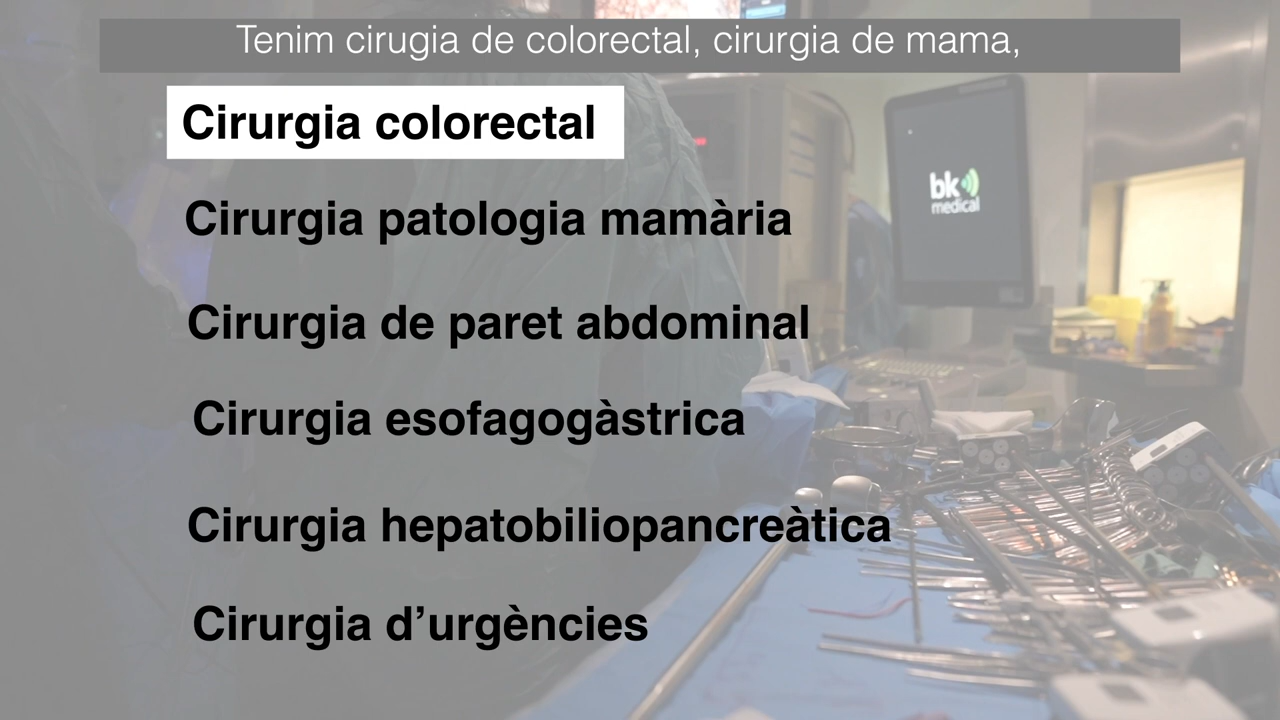 Tenim cirugia de colorectal, cirurgia de mama,
Cirurgia colorectal
Cirurgia patologia mamària
Cirurgia de paret abdominal
Cirurgia esofagogàstrica
Cirurgia hepatobiliopancreàtica
Cirurgia d’urgències
bk
medical